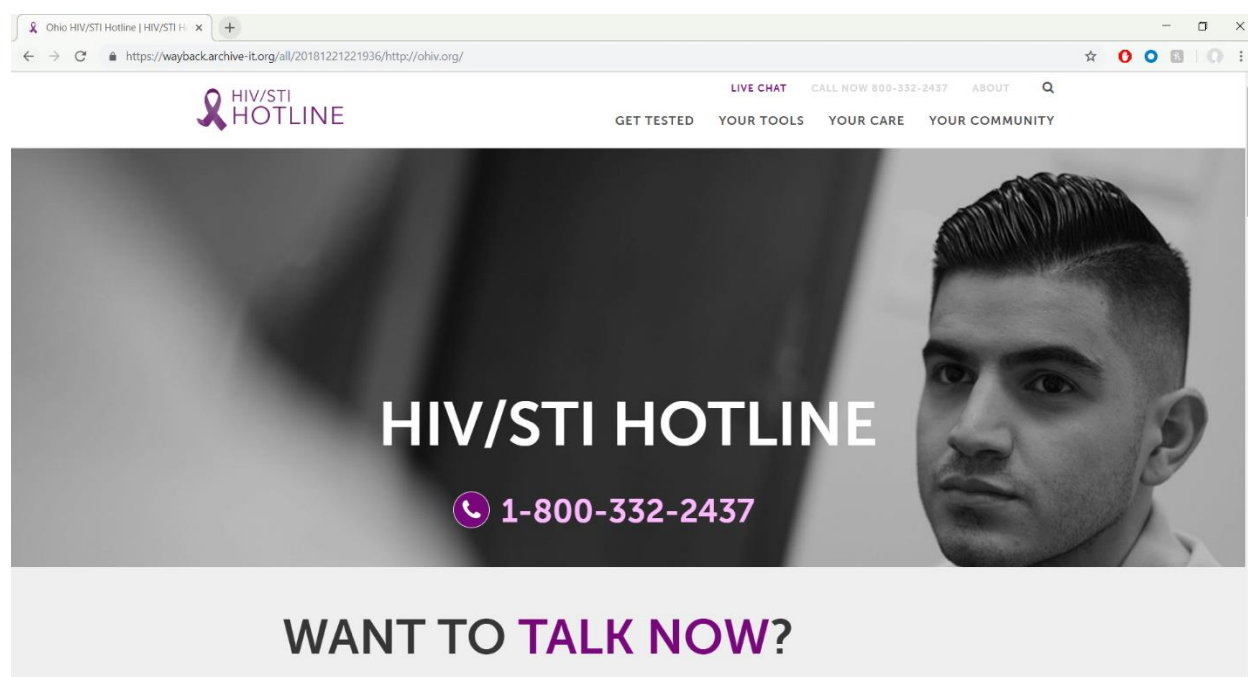 Ohio HIV/STI Hotline | HIV/STI H
https://wayback.archive-it.org/all/20181221221936/http://ohiv.org/
HIV/STI
HOTLINE
LIVE CHAT CALL NOW 800-332-2437 ABOUT
GET TESTED YOUR TOOLS YOUR CARE YOUR COMMUNITY
HIV/STI HOTLINE
1-800-332-2437
WANT TO TALK NOW?